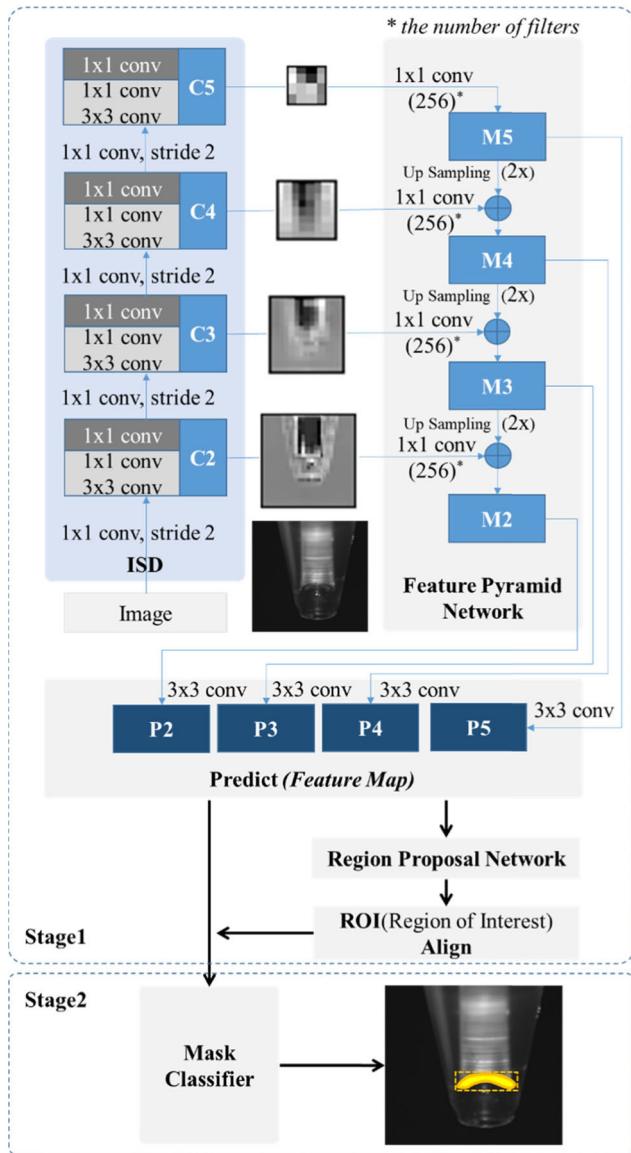 * the number of filters
1x1 conv
1x1 conv
3x3 conv
C5
1x1 conv
(256)*
M5
1x1 conv, stride 2
Up Sampling (2x)
1x1 conv
1x1 conv
3x3 conv
C4
1x1 conv
(256)*
M4
1x1 conv, stride 2
Up Sampling (2x)
1x1 conv
1x1 conv
3x3 conv
C3
1x1 conv
(256)*
M3
1x1 conv, stride 2
Up Sampling (2x)
1x1 conv
1x1 conv
3x3 conv
C2
1x1 conv
(256)*
M2
1x1 conv, stride 2
ISD
Image
Feature Pyramid
Network
3x3 conv
3x3 conv
3x3 conv
3x3 conv
P2
P3
P4
P5
Predict (Feature Map)
Region Proposal Network
ROI(Region of Interest)
Align
Stage1
Stage2
Mask
Classifier